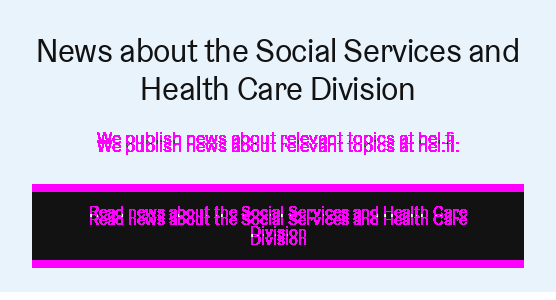 News about the Social Services and
Health Care Division
We publish news about relevant topics at hel.fi.
Read news about the Social Services and Health Care
Division